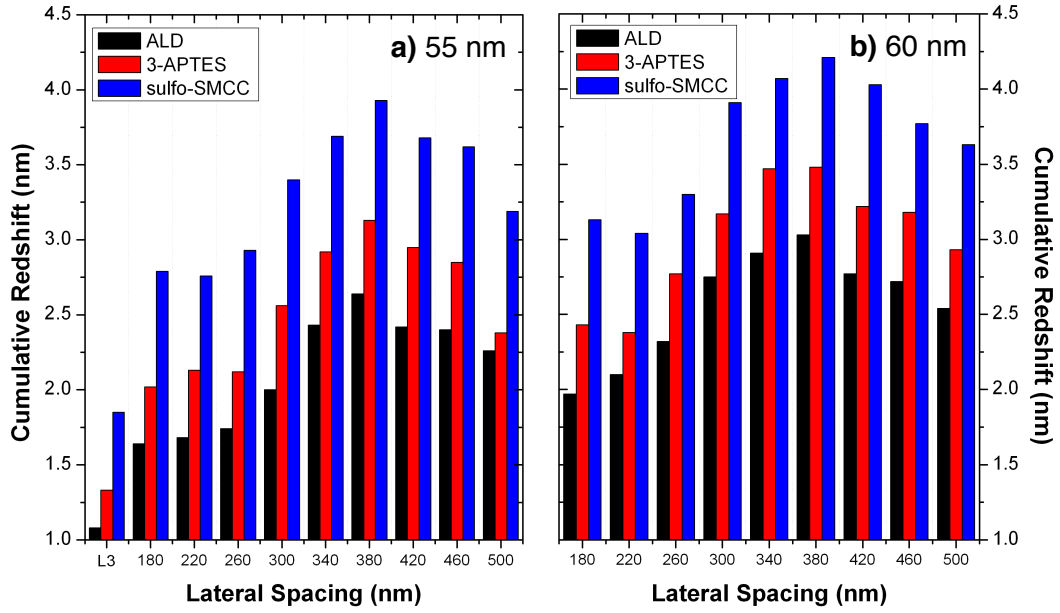 a) 55 nm
ALD
3-APTES
sulfo-SMCC
Cumulative Redshift (nm)
4.5
4.0
3.5
3.0
2.5
2.0
1.5
1.0
L3 180 220 260 300 340 380 420 460 500
Lateral Spacing (nm)
b) 60 nm
ALD
3-APTES
sulfo-SMCC
4.5
4.0
3.5
3.0
2.5
2.0
1.5
1.0
Cumulative Redshift (nm)
180 220 260 300 340 380 420 460 500
Lateral Spacing (nm)